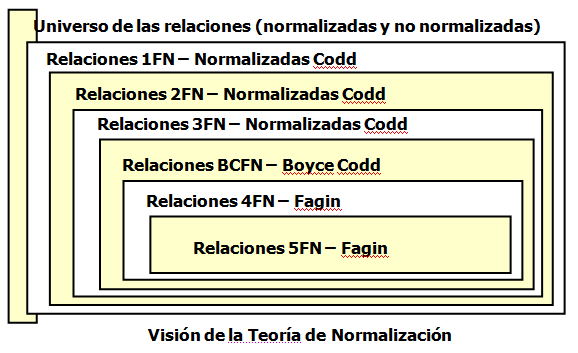 Universo de las relaciones (normalizadas y no normalizadas)
Relaciones 1FN – Normalizadas Codd
Relaciones 2FN – Normalizadas Codd
Relaciones 3FN – Normalizadas Codd
Relaciones BCFN – Boyce Codd
Relaciones 4FN – Fagin
Relaciones 5FN – Fagin
Visión de la Teoría de Normalización